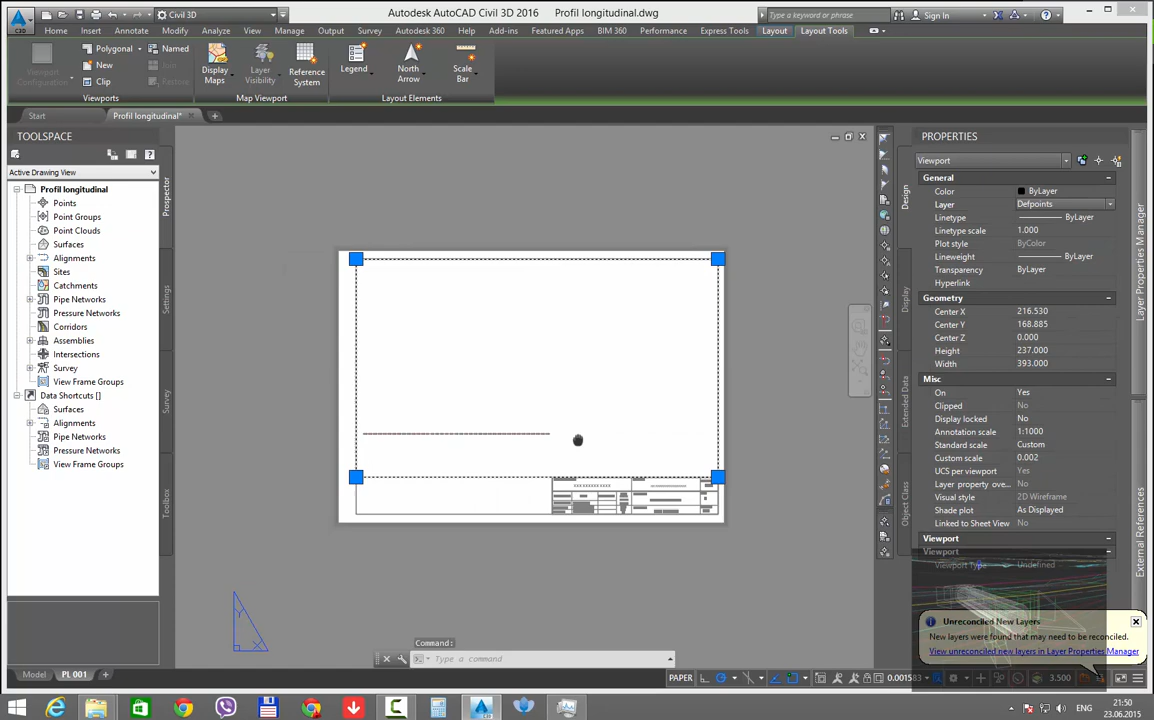 Civil 3D
Autodesk AutoCAD Civil 3D 2016 Profil longitudinal.dwg
Type a keyword or phrase
Sign In
Home Insert Annotate Modify Analyze View Manage Output Survey Autodesk 360 Help Add-ins Featured Apps BIM 360 Performance Express Tools Layout Layout Tools
Viewport Configuration
Polygonal
New
Clip
Named
Join
Display Maps
Layer Visibility
Reference System
Legend
North Arrow
Scale Bar
Viewports
Map Viewport
Layout Elements
Start
Profil longitudinal*
TOOLSPACE
Active Drawing View
Profil longitudinal
Points
Point Groups
Point Clouds
Surfaces
Alignments
Sites
Catchments
Pipe Networks
Pressure Networks
Corridors
Assemblies
Intersections
Survey
View Frame Groups
Data Shortcuts []
Surfaces
Alignments
Pipe Networks
Pressure Networks
View Frame Groups
Prospector
Settings
Survey
Toolbox
Y
X
Command:
Type a command
Model
PL 001
PROPERTIES
Viewport
General
Color ByLayer
Layer Defpoints
Linetype ByLayer
Linetype scale 1.000
Plot style ByColor
Lineweight ByLayer
Transparency ByLayer
Hyperlink
Geometry
Center X 216.530
Center Y 168.885
Center Z 0.000
Height 237.000
Width 393.000
Misc
On Yes
Clipped No
Display locked No
Annotation scale 1:1000
Standard scale Custom
Custom scale 0.002
UCS per viewport Yes
Layer property ove... No
Visual style 2D Wireframe
Shade plot As Displayed
Linked to Sheet View No
Viewport
Viewport
Viewport Type Undefined
Design
Display
Extended Data
Object Class
Layer Properties Manager
External References
Unreconciled New Layers
New layers were found that may need to be reconciled.
View unreconciled new layers in Layer Properties Manager
PAPER
0.001583
3.500
ENG
21:50
23.06.2015